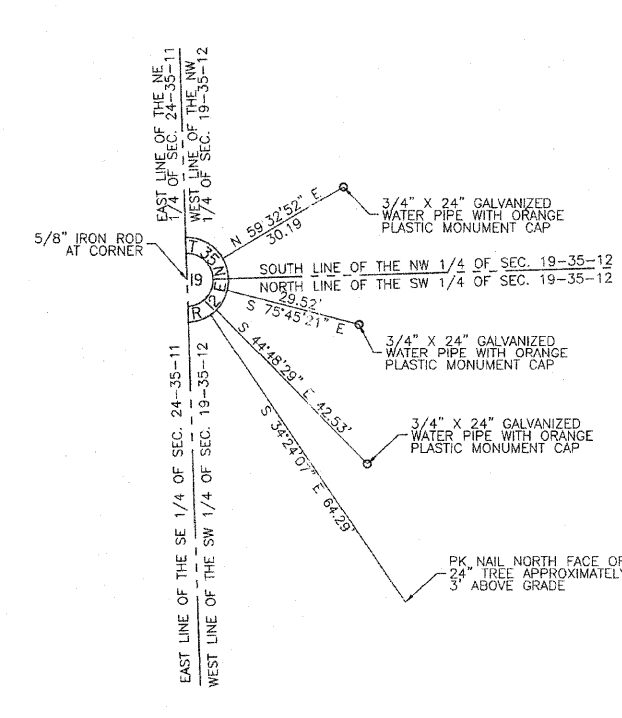 EAST LINE OF THE NE
1/4 OF SEC. 24-35-11
WEST LINE OF THE NW
1/4 OF SEC. 19-35-12
5/8" IRON ROD
AT CORNER
T 35 N
19
R 12 E
N 59°32'52" E
30.19
3/4" X 24" GALVANIZED
WATER PIPE WITH ORANGE
PLASTIC MONUMENT CAP
SOUTH LINE OF THE NW 1/4 OF SEC. 19-35-12
NORTH LINE OF THE SW 1/4 OF SEC. 19-35-12
29.52'
S 75°45'21" E
3/4" X 24" GALVANIZED
WATER PIPE WITH ORANGE
PLASTIC MONUMENT CAP
S 44°48'29" E 42.53'
3/4" X 24" GALVANIZED
WATER PIPE WITH ORANGE
PLASTIC MONUMENT CAP
S 34°24'07" E 64.29'
PK NAIL NORTH FACE OF
24" TREE APPROXIMATELY
3' ABOVE GRADE
EAST LINE OF THE SE 1/4 OF SEC. 24-35-11
WEST LINE OF THE SW 1/4 OF SEC. 19-35-12